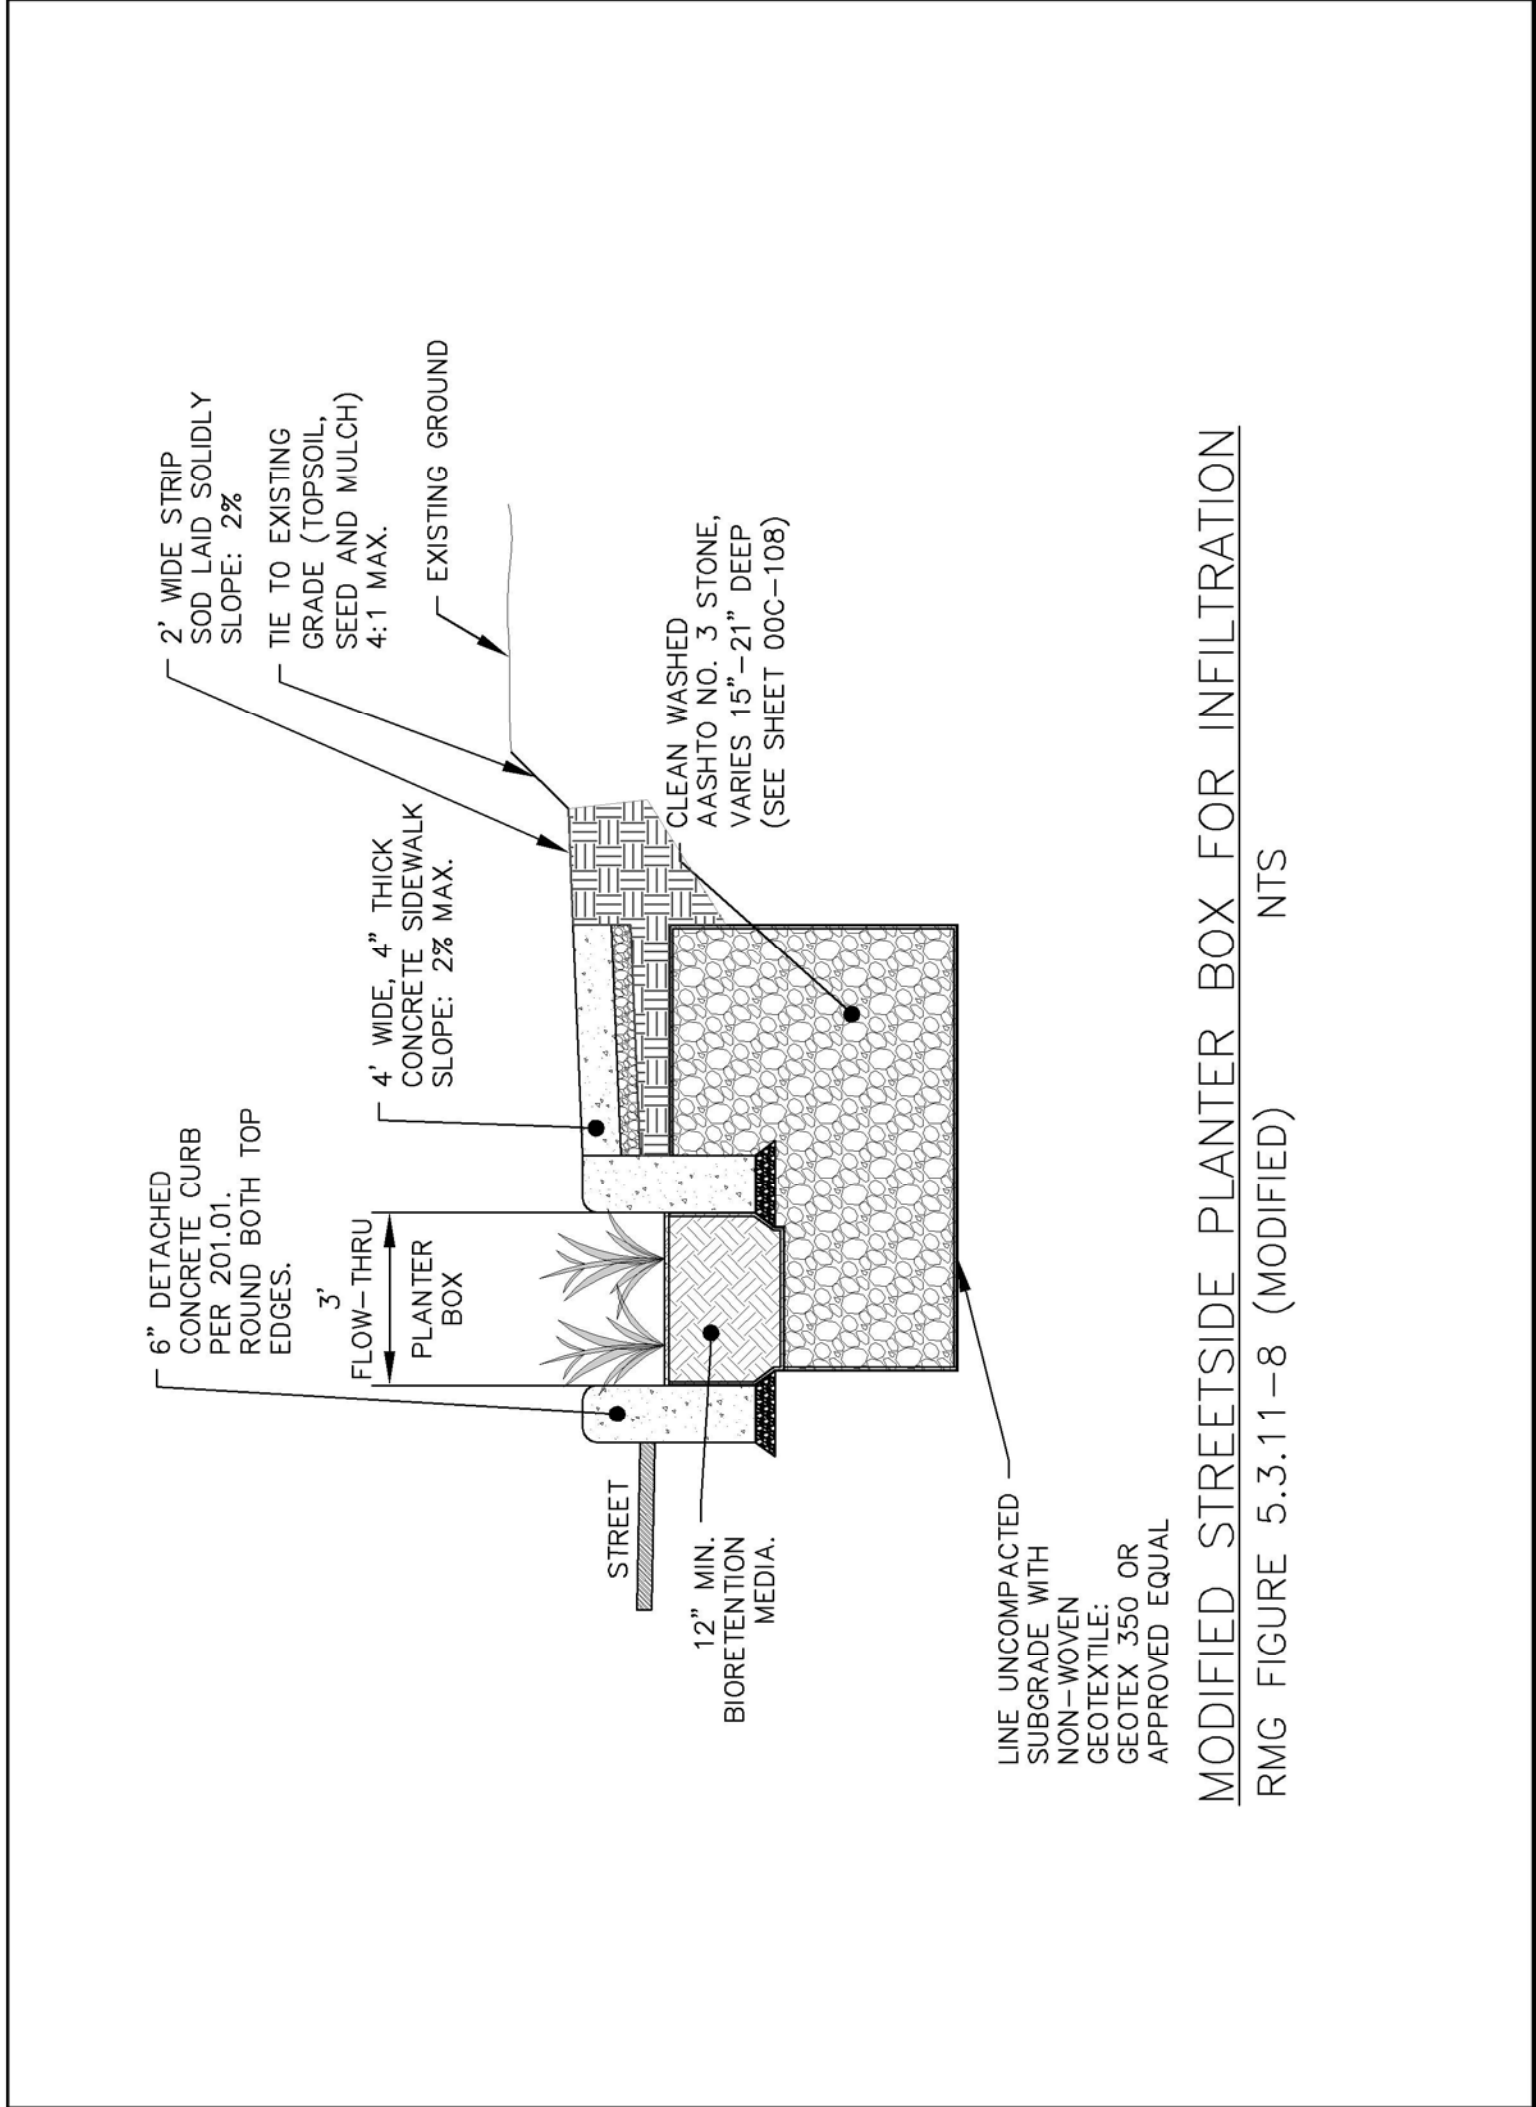 6” DETACHED
CONCRETE CURB
PER 201.01.
ROUND BOTH TOP
EDGES.
2’ WIDE STRIP
SOD LAID SOLIDLY
SLOPE: 2%
TIE TO EXISTING
GRADE (TOPSOIL,
SEED AND MULCH)
4:1 MAX.
3’
FLOW-THRU
PLANTER
BOX
4’ WIDE, 4” THICK
CONCRETE SIDEWALK
SLOPE: 2% MAX.
EXISTING GROUND
STREET
12” MIN.
BIORETENTION
MEDIA.
CLEAN WASHED
AASHTO NO. 3 STONE,
VARIES 15”-21” DEEP
(SEE SHEET 00C-108)
LINE UNCOMPACTED
SUBGRADE WITH
NON-WOVEN
GEOTEXTILE:
GEOTEX 350 OR
APPROVED EQUAL
MODIFIED STREETSIDE PLANTER BOX FOR INFILTRATION
RMG FIGURE 5.3.11-8 (MODIFIED) NTS